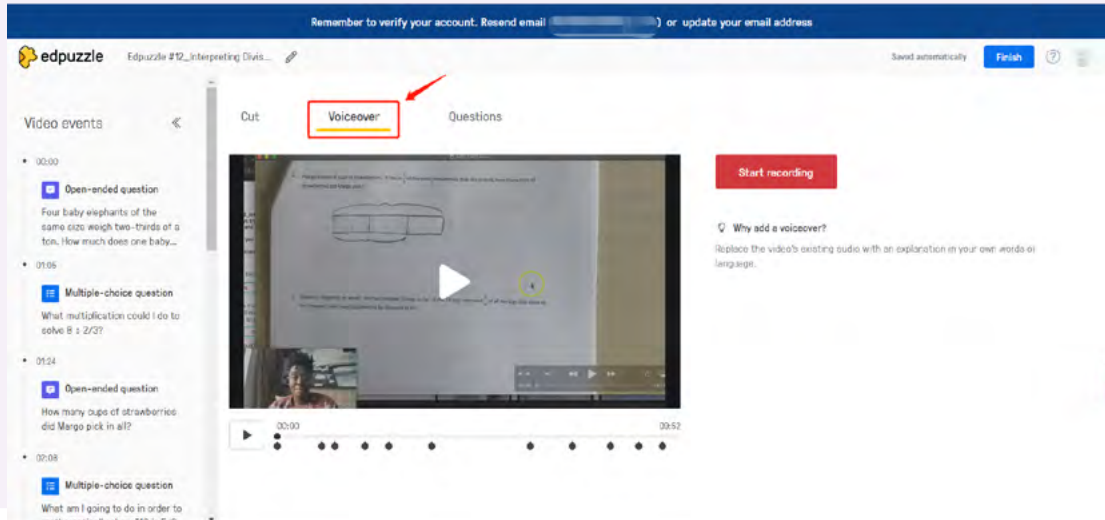 Remember to verify your account. Resend email ) or update your email address
edpuzzle
Edpuzzle #12_Interpreting Divis...
Saved automatically
Finish
?
Video events
«
Cut
Voiceover
Questions
00:00
Open-ended question
Four baby elephants of the
same size weigh two-thirds of a
ton. How much does one baby...
01:06
Multiple-choice question
What multiplication could I do to
solve 8 ÷ 2/3?
01:24
Open-ended question
How many cups of strawberries
did Margo pick in all?
02:08
Multiple-choice question
What am I going to do in order to
Start recording
Why add a voiceover?
Replace the video's existing audio with an explanation in your own words or
language.
00:00
09:52